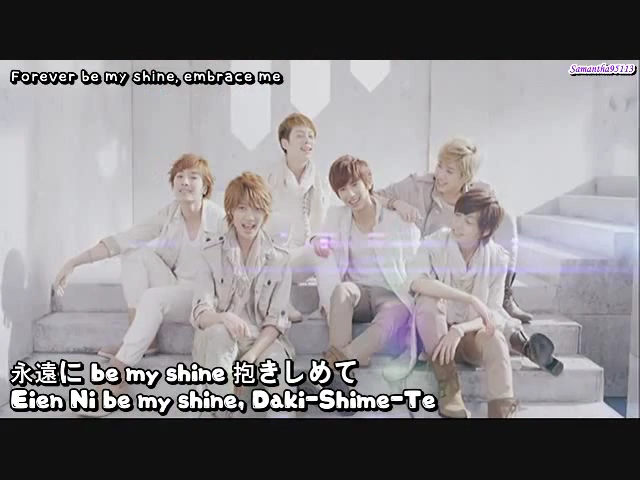 Forever be my shine, embrace me
Samantha95113
永遠に be my shine 抱きしめて
Eien Ni be my shine, Daki-Shime-Te